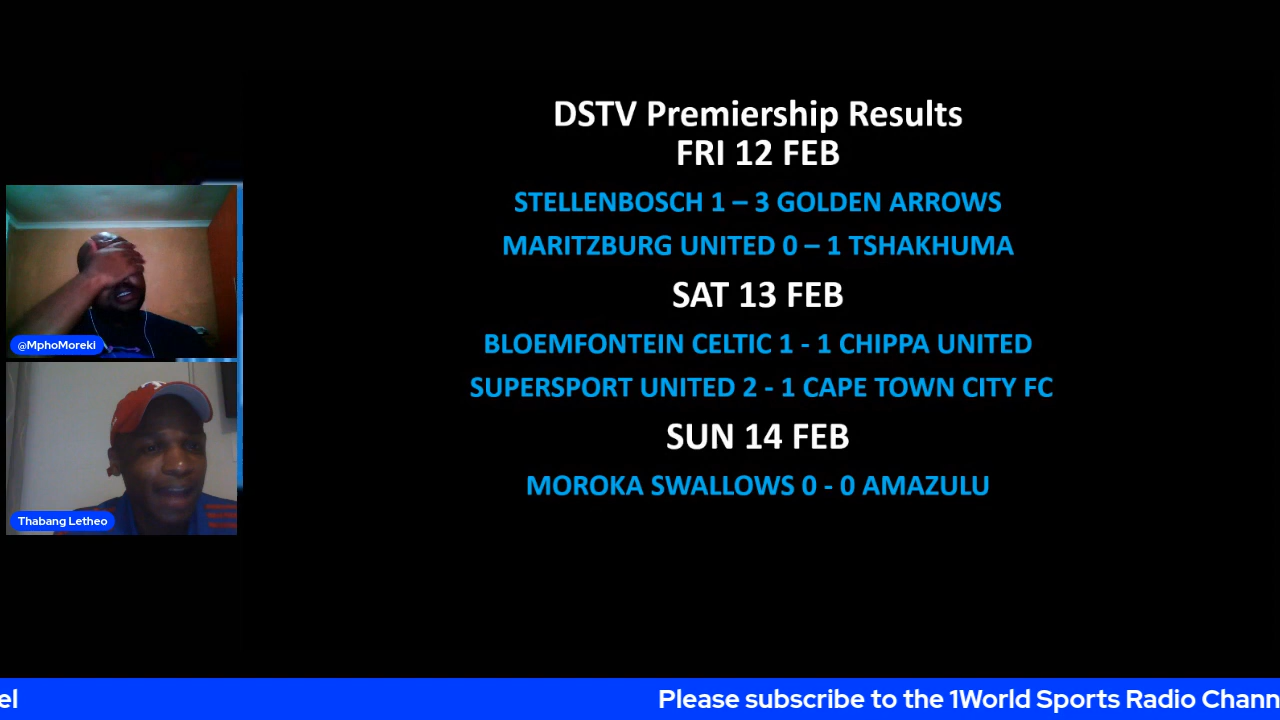 DSTV Premiership Results
FRI 12 FEB
STELLENBOSCH 1 – 3 GOLDEN ARROWS
MARITZBURG UNITED 0 – 1 TSHAKHUMA
SAT 13 FEB
BLOEMFONTEIN CELTIC 1 - 1 CHIPPA UNITED
SUPERSPORT UNITED 2 - 1 CAPE TOWN CITY FC
SUN 14 FEB
MOROKA SWALLOWS 0 - 0 AMAZULU
@MphoMoreki
Thabang Letheo
el
Please subscribe to the 1World Sports Radio Chann